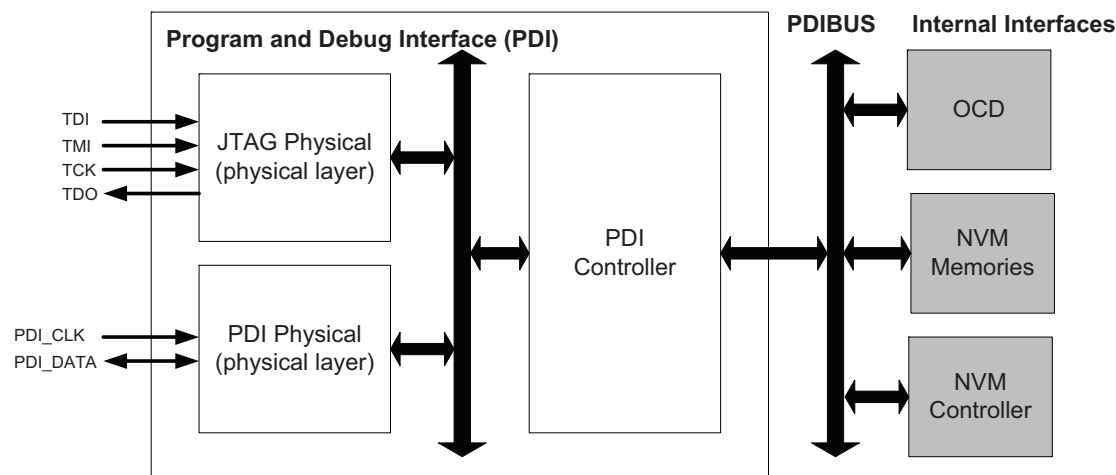 Program and Debug Interface (PDI)
PDIBUS
Internal Interfaces
TDI
TMI
TCK
TDO
JTAG Physical
(physical layer)
OCD
PDI
Controller
NVM
Memories
PDI_CLK
PDI_DATA
PDI Physical
(physical layer)
NVM
Controller